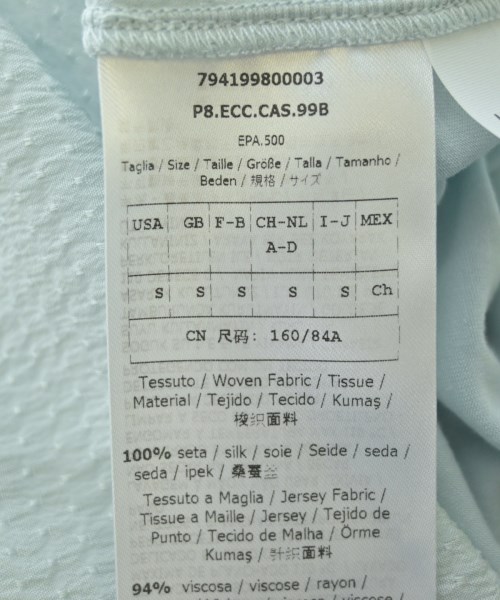 794199800003
P8.ECC.CAS.99B
EPA.500
Taglia / Size / Taille / Größe / Talla / Tamanho /
Beden / 规格 / サイズ
USA GB F-B CH-NL I-J MEX
A-D
S S S S S Ch
CN 尺码: 160/84A
Tessuto / Woven Fabric / Tissue /
Material / Tejido / Tecido / Kumaş /
梭织面料
100% seta / silk / soie / Seide / seda /
seda / ipek / 桑蚕丝
Tessuto a Maglia / Jersey Fabric /
Tissue a Maille / Jersey / Tejido de
Punto / Tecido de Malha / Örme
Kumaş / 针织面料
94% viscosa / viscose / rayon /